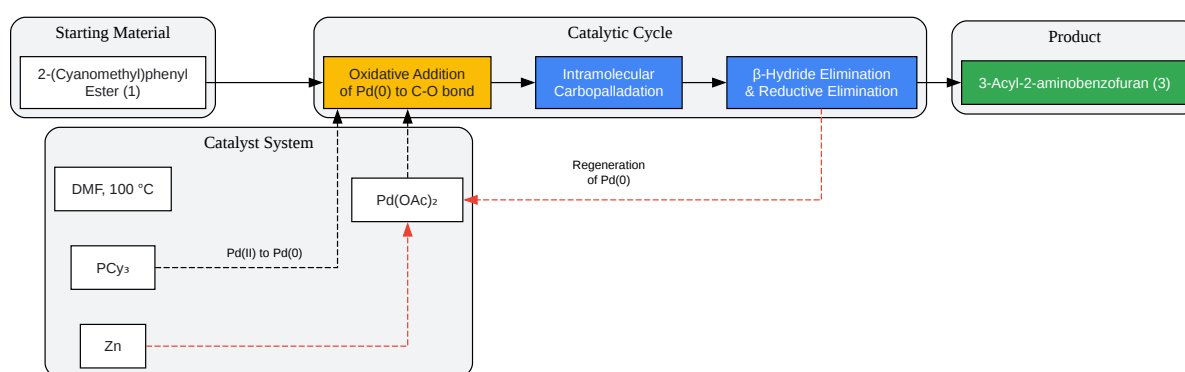 Starting Material
2-(Cyanomethyl)phenyl
Ester (1)
Catalytic Cycle
Oxidative Addition
of Pd(0) to C-O bond
Intramolecular
Carbopalladation
β-Hydride Elimination
& Reductive Elimination
Product
3-Acyl-2-aminobenzofuran (3)
Catalyst System
DMF, 100 °C
Pd(OAc)₂
PCy₃
Zn
Pd(II) to Pd(0)
Regeneration
of Pd(0)